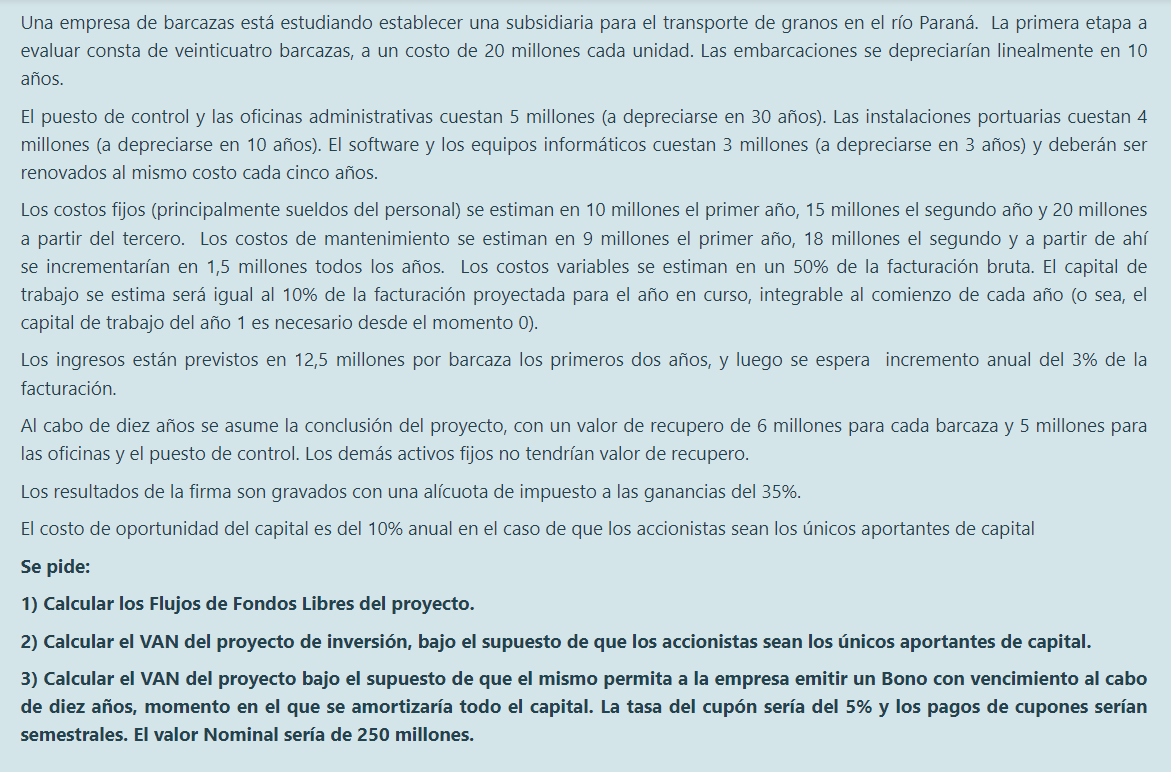 Una empresa de barcazas está estudiando establecer una subsidiaria para el transporte de granos en el río Paraná. La primera etapa a
evaluar consta de veinticuatro barcazas, a un costo de 20 millones cada unidad. Las embarcaciones se depreciarían linealmente en 10
años.
El puesto de control y las oficinas administrativas cuestan 5 millones (a depreciarse en 30 años). Las instalaciones portuarias cuestan 4
millones (a depreciarse en 10 años). El software y los equipos informáticos cuestan 3 millones (a depreciarse en 3 años) y deberán ser
renovados al mismo costo cada cinco años.
Los costos fijos (principalmente sueldos del personal) se estiman en 10 millones el primer año, 15 millones el segundo año y 20 millones
a partir del tercero. Los costos de mantenimiento se estiman en 9 millones el primer año, 18 millones el segundo y a partir de ahí
se incrementarían en 1,5 millones todos los años. Los costos variables se estiman en un 50% de la facturación bruta. El capital de
trabajo se estima será igual al 10% de la facturación proyectada para el año en curso, integrable al comienzo de cada año (o sea, el
capital de trabajo del año 1 es necesario desde el momento 0).
Los ingresos están previstos en 12,5 millones por barcaza los primeros dos años, y luego se espera incremento anual del 3% de la
facturación.
Al cabo de diez años se asume la conclusión del proyecto, con un valor de recupero de 6 millones para cada barcaza y 5 millones para
las oficinas y el puesto de control. Los demás activos fijos no tendrían valor de recupero.
Los resultados de la firma son gravados con una alícuota de impuesto a las ganancias del 35%.
El costo de oportunidad del capital es del 10% anual en el caso de que los accionistas sean los únicos aportantes de capital
Se pide:
1) Calcular los Flujos de Fondos Libres del proyecto.
2) Calcular el VAN del proyecto de inversión, bajo el supuesto de que los accionistas sean los únicos aportantes de capital.
3) Calcular el VAN del proyecto bajo el supuesto de que el mismo permita a la empresa emitir un Bono con vencimiento al cabo
de diez años, momento en el que se amortizaría todo el capital. La tasa del cupón sería del 5% y los pagos de cupones serían
semestrales. El valor Nominal sería de 250 millones.